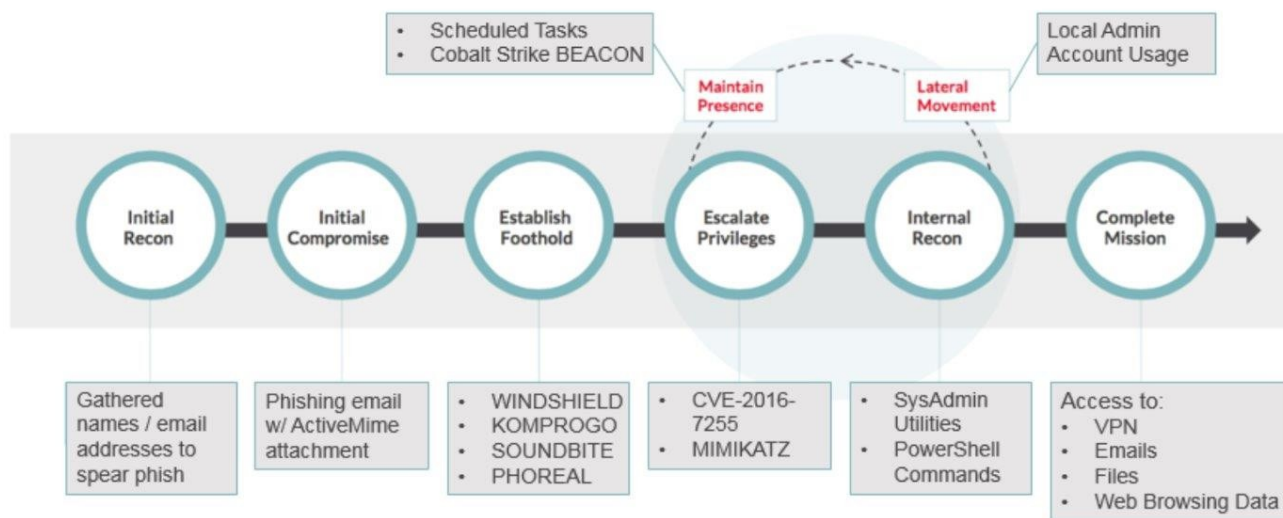 • Scheduled Tasks
• Cobalt Strike BEACON
Local Admin
Account Usage
Maintain
Presence
Lateral
Movement
Initial
Recon
Initial
Compromise
Establish
Foothold
Escalate
Privileges
Internal
Recon
Complete
Mission
Gathered
names / email
addresses to
spear phish
Phishing email
w/ ActiveMime
attachment
• WINDSHIELD
• KOMPROGO
• SOUNDBITE
• PHOREAL
• CVE-2016-
7255
• MIMIKATZ
• SysAdmin
Utilities
• PowerShell
Commands
Access to:
• VPN
• Emails
• Files
• Web Browsing Data